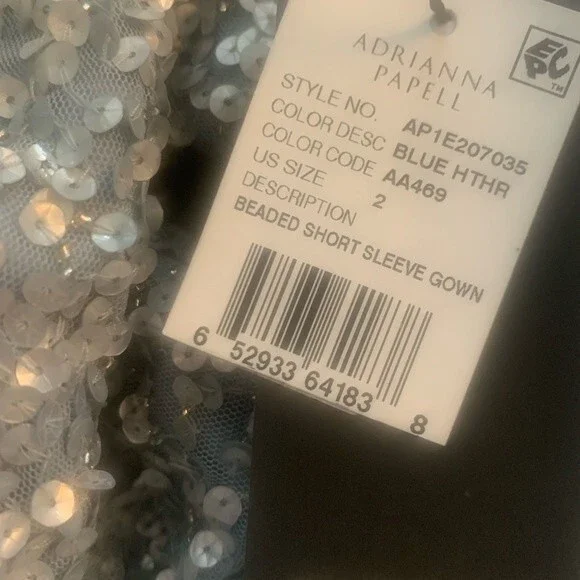 ADRIANNA
PAPELL
EPC
TM
STYLE NO. AP1E207035
COLOR DESC BLUE HTHR
COLOR CODE AA469
US SIZE 2
DESCRIPTION
BEADED SHORT SLEEVE GOWN
6 52933 64183 8